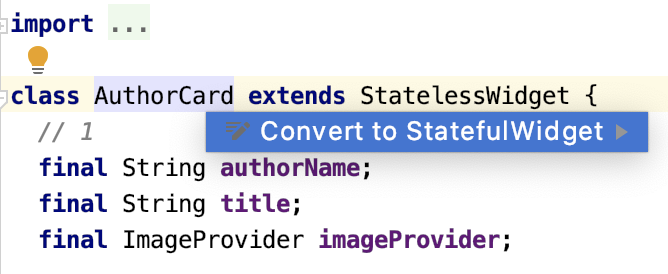 import ...
class AuthorCard extends StatelessWidget {
// 1
Convert to StatefulWidget
final String authorName;
final String title;
final ImageProvider imageProvider;